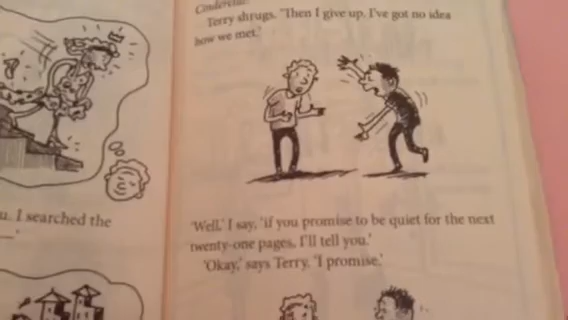 u. I searched the
—.'
Cinderella.
Terry shrugs. 'Then I give up. I've got no idea
how we met.'
'Well,' I say, 'if you promise to be quiet for the next
twenty-one pages, I'll tell you.'
'Okay,' says Terry. 'I promise.'